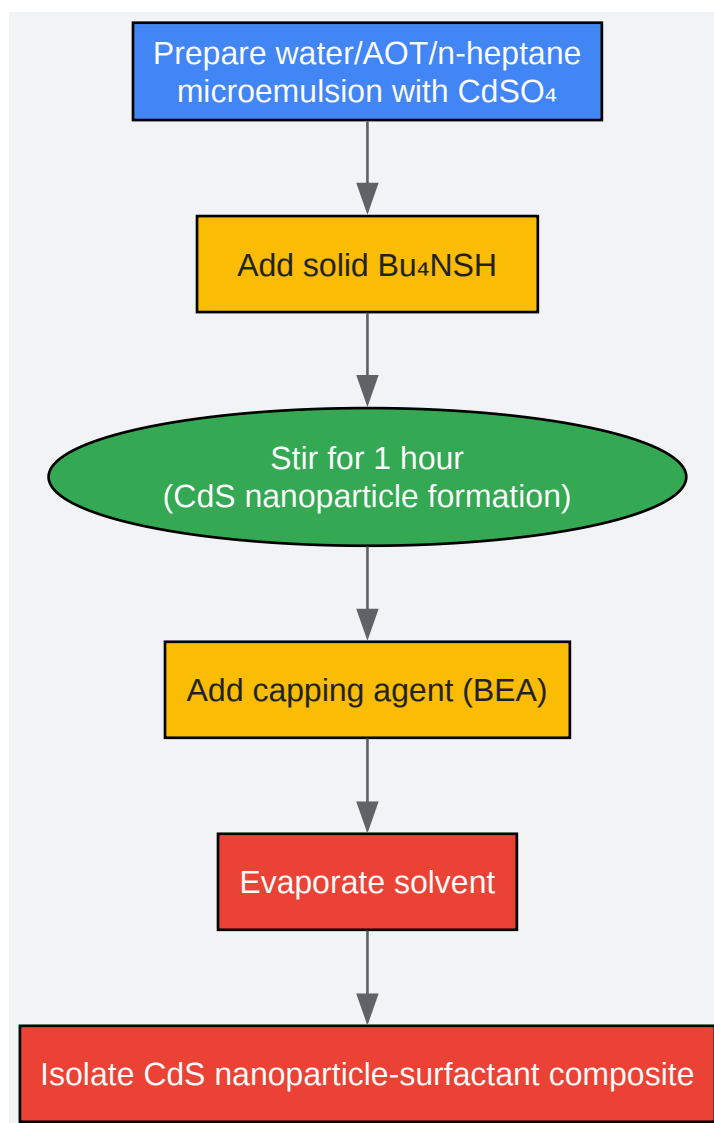 Prepare water/AOT/n-heptane
microemulsion with CdSO₄
Add solid Bu₄NSH
Stir for 1 hour
(CdS nanoparticle formation)
Add capping agent (BEA)
Evaporate solvent
Isolate CdS nanoparticle-surfactant composite